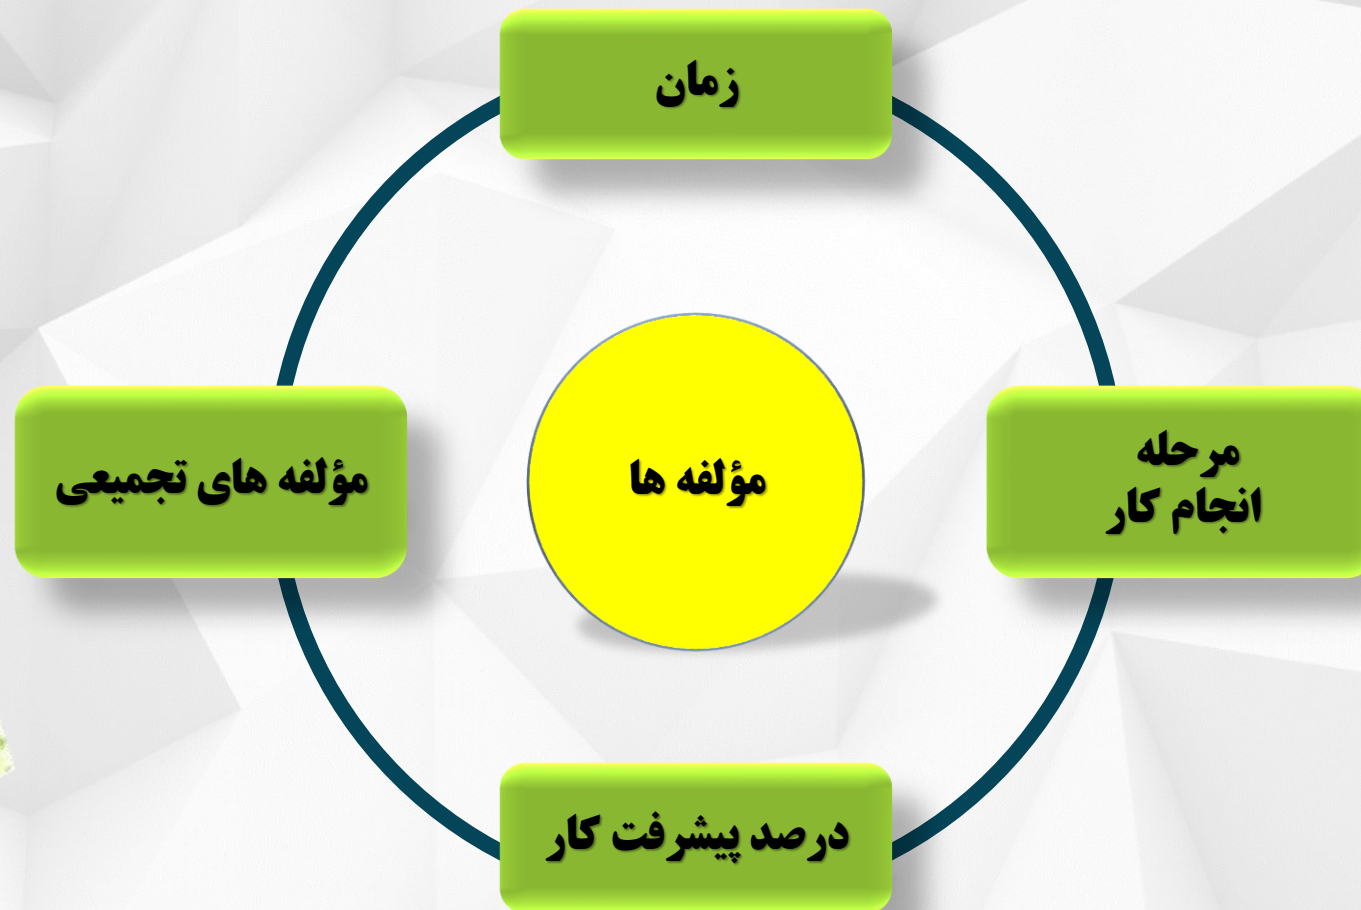 زمان
مرحله
انجام کار
مؤلفه ها
مؤلفه های تجمیعی
درصد پیشرفت کار